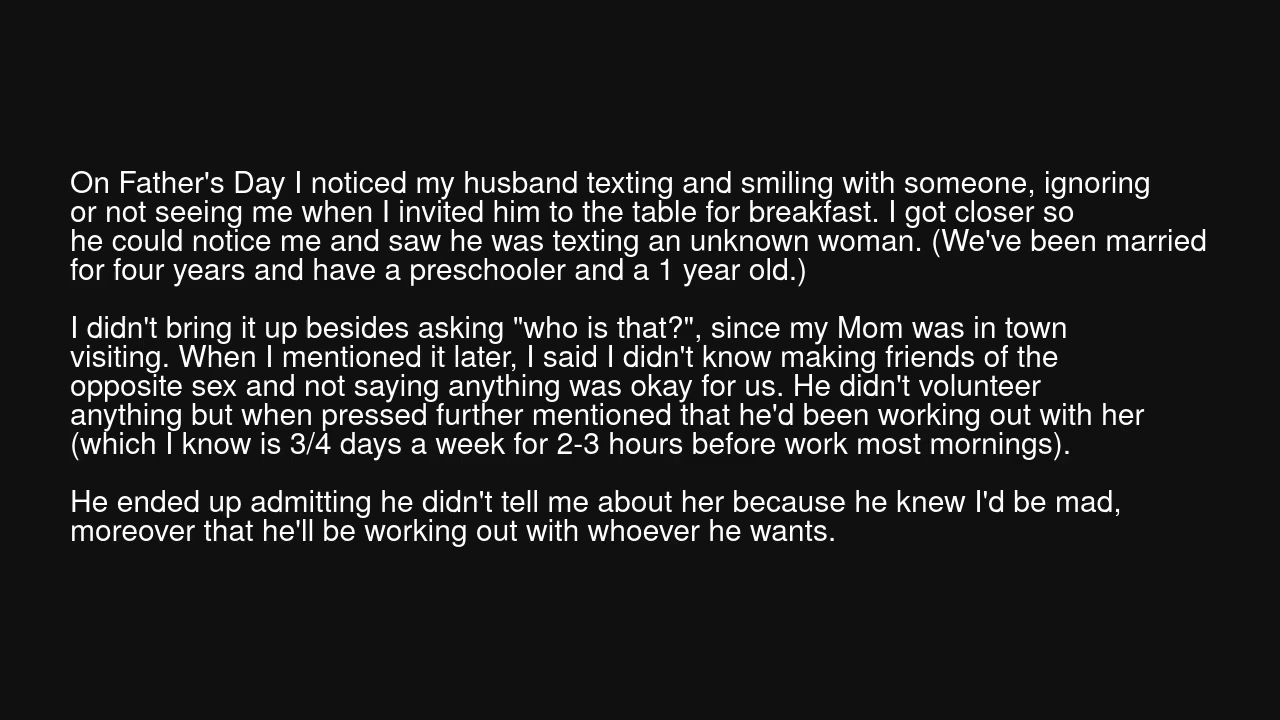 On Father's Day I noticed my husband texting and smiling with someone, ignoring
or not seeing me when I invited him to the table for breakfast. I got closer so
he could notice me and saw he was texting an unknown woman. (We've been married
for four years and have a preschooler and a 1 year old.)
I didn't bring it up besides asking "who is that?", since my Mom was in town
visiting. When I mentioned it later, I said I didn't know making friends of the
opposite sex and not saying anything was okay for us. He didn't volunteer
anything but when pressed further mentioned that he'd been working out with her
(which I know is 3/4 days a week for 2-3 hours before work most mornings).
He ended up admitting he didn't tell me about her because he knew I'd be mad,
moreover that he'll be working out with whoever he wants.